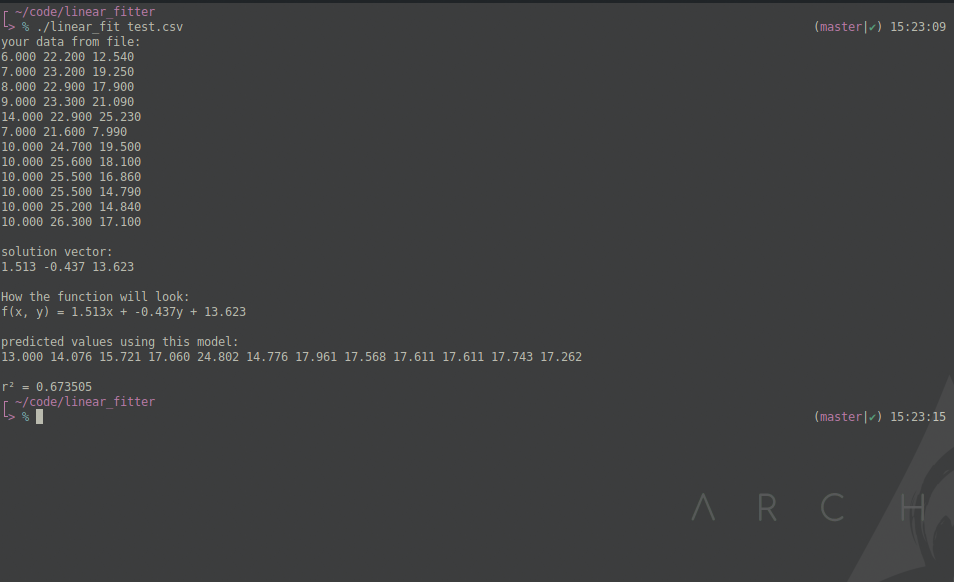 ~/code/linear_fitter
% ./linear_fit test.csv (master|✔) 15:23:09
your data from file:
6.000 22.200 12.540
7.000 23.200 19.250
8.000 22.900 17.900
9.000 23.300 21.090
14.000 22.900 25.230
7.000 21.600 7.990
10.000 24.700 19.500
10.000 25.600 18.100
10.000 25.500 16.860
10.000 25.500 14.790
10.000 25.200 14.840
10.000 26.300 17.100
solution vector:
1.513 -0.437 13.623
How the function will look:
f(x, y) = 1.513x + -0.437y + 13.623
predicted values using this model:
13.000 14.076 15.721 17.060 24.802 14.776 17.961 17.568 17.611 17.611 17.743 17.262
r² = 0.673505
~/code/linear_fitter
% (master|✔) 15:23:15
ARCH